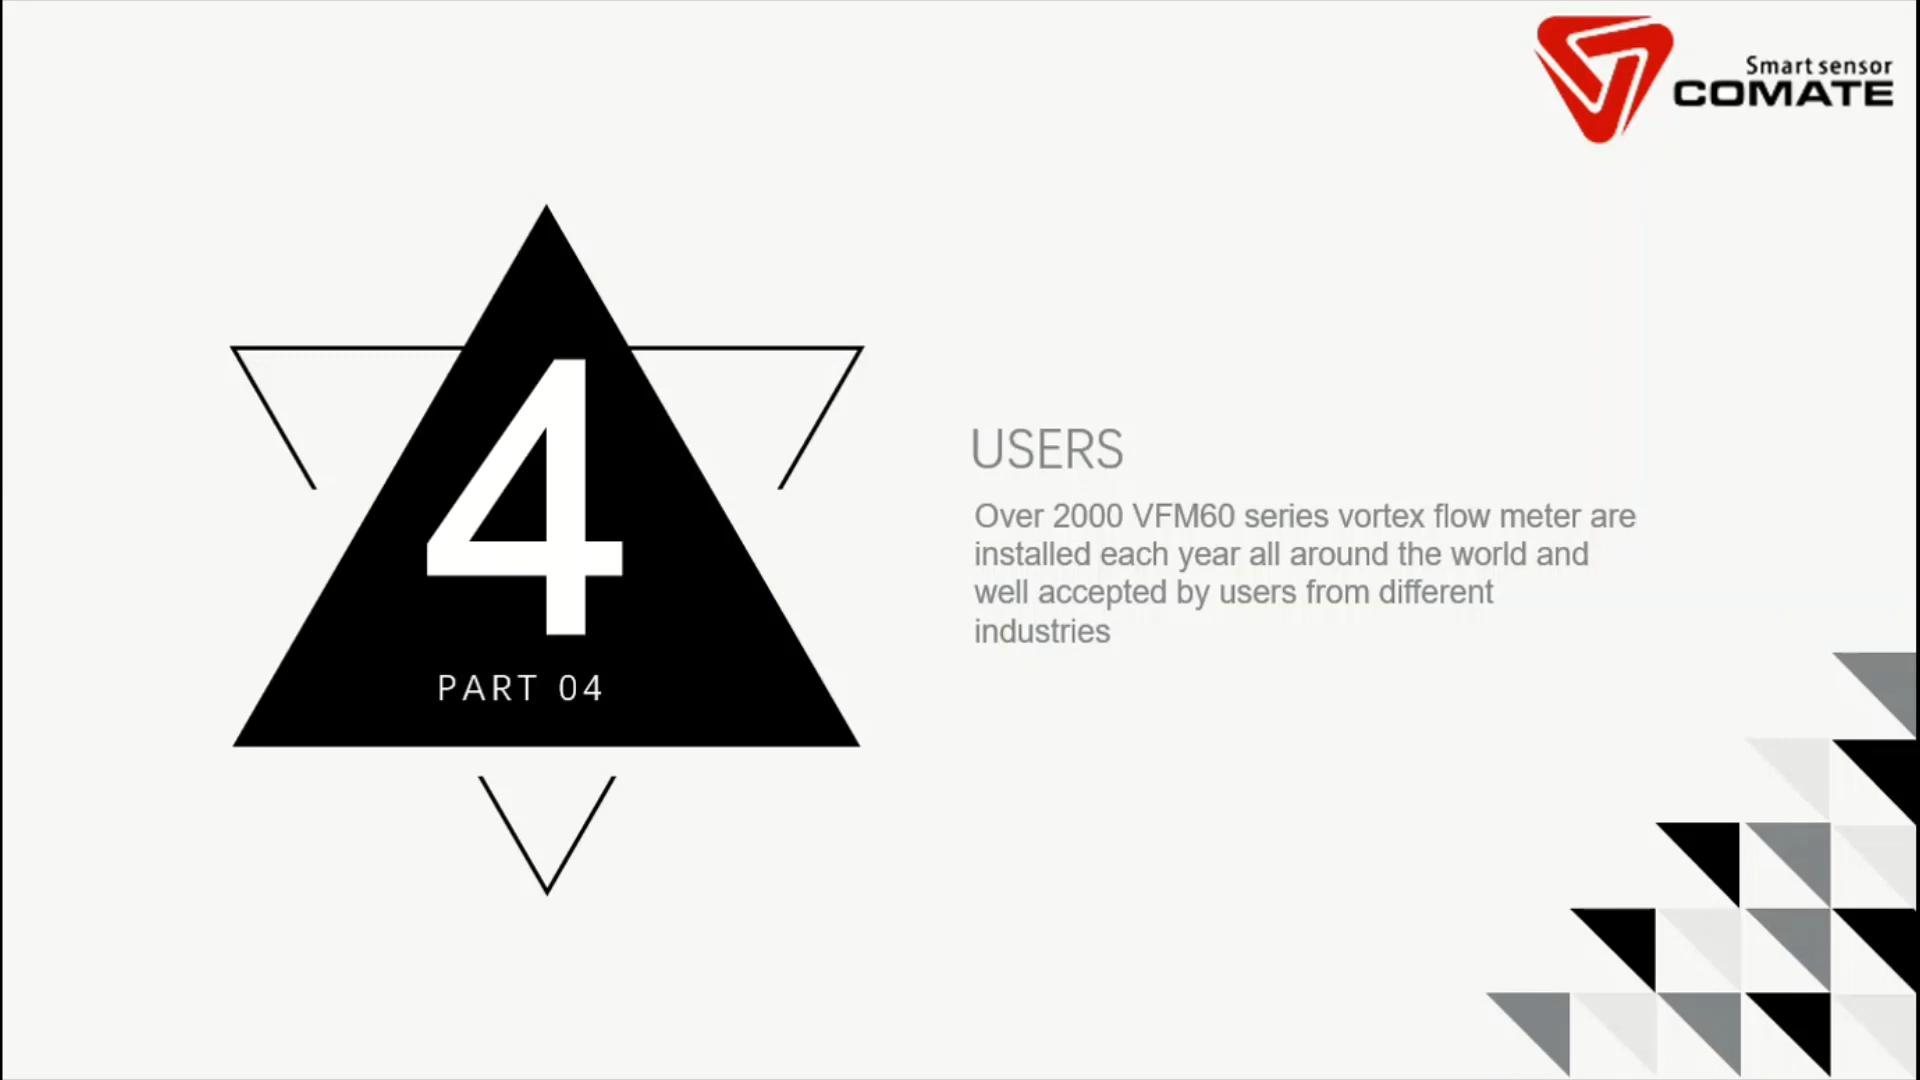 Smart sensor
COMATE
4
PART 04
USERS
Over 2000 VFM60 series vortex flow meter are
installed each year all around the world and
well accepted by users from different
industries